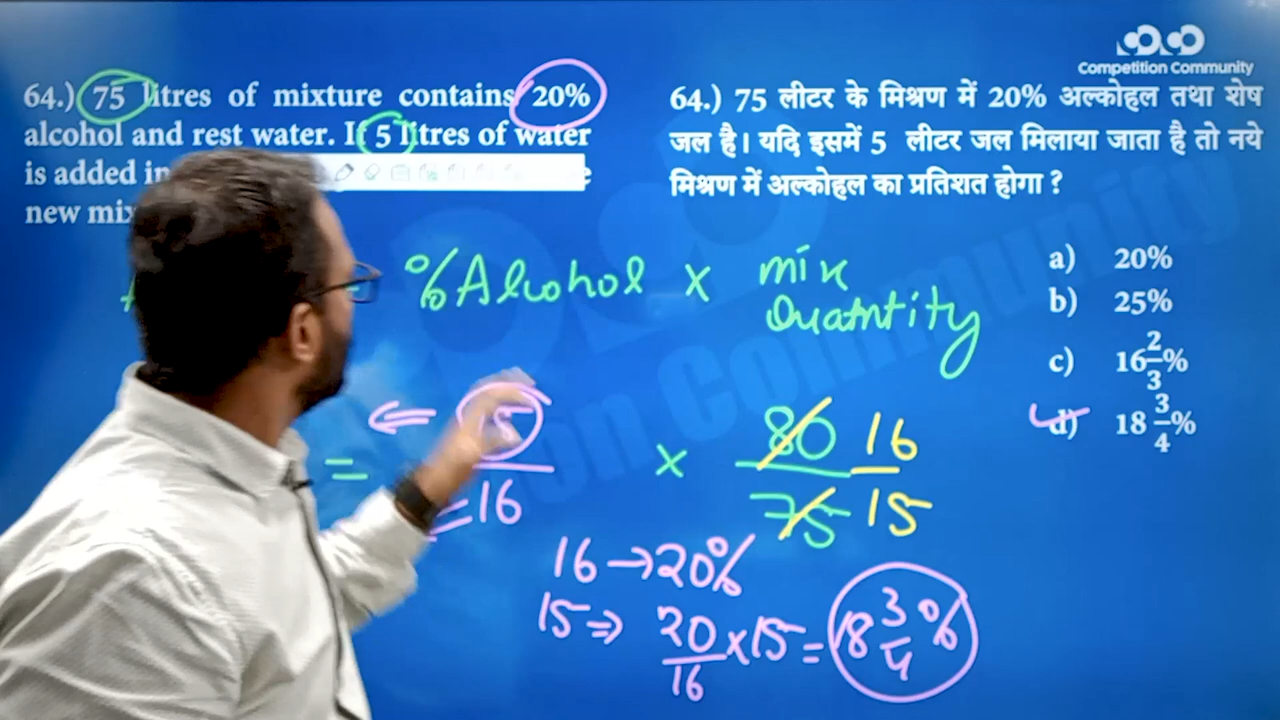 Competition Community
64.) 75 litres of mixture contains 20%
alcohol and rest water. If 5 litres of water
is added in
new mix
64.) 75 लीटर के मिश्रण में 20% अल्कोहल तथा शेष
जल है। यदि इसमें 5 लीटर जल मिलाया जाता है तो नये
मिश्रण में अल्कोहल का प्रतिशत होगा ?
a) 20%
b) 25%
c) 16 2/3%
d) 18 3/4%
%Alcohol x mix
Quatntity
= 15/16 x 80/75 16/15
16 → 20%
15 ⇒ 20/16 x 15 = 18 3/4 %